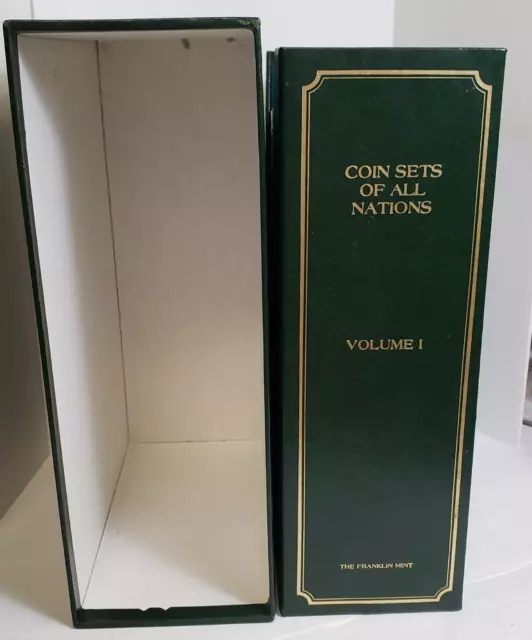 COIN SETS
OF ALL
NATIONS
VOLUME I
THE FRANKLIN MINT